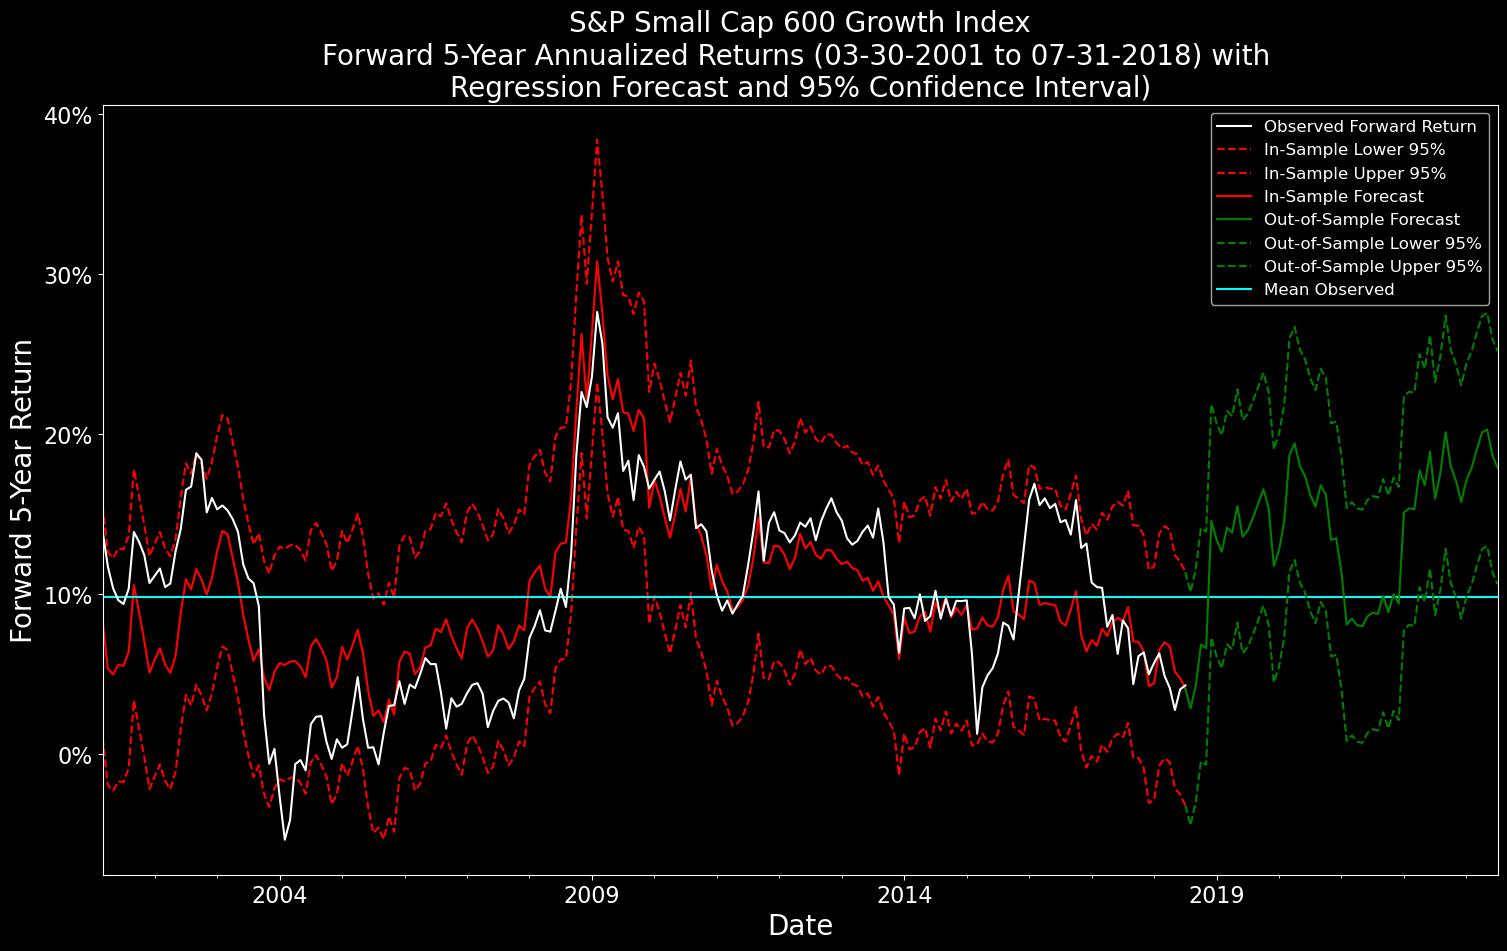 S&P Small Cap 600 Growth Index
Forward 5-Year Annualized Returns (03-30-2001 to 07-31-2018) with
Regression Forecast and 95% Confidence Interval)
40%
30%
20%
10%
0%
Forward 5-Year Return
Observed Forward Return
In-Sample Lower 95%
In-Sample Upper 95%
In-Sample Forecast
Out-of-Sample Forecast
Out-of-Sample Lower 95%
Out-of-Sample Upper 95%
Mean Observed
2004
2009
2014
2019
Date